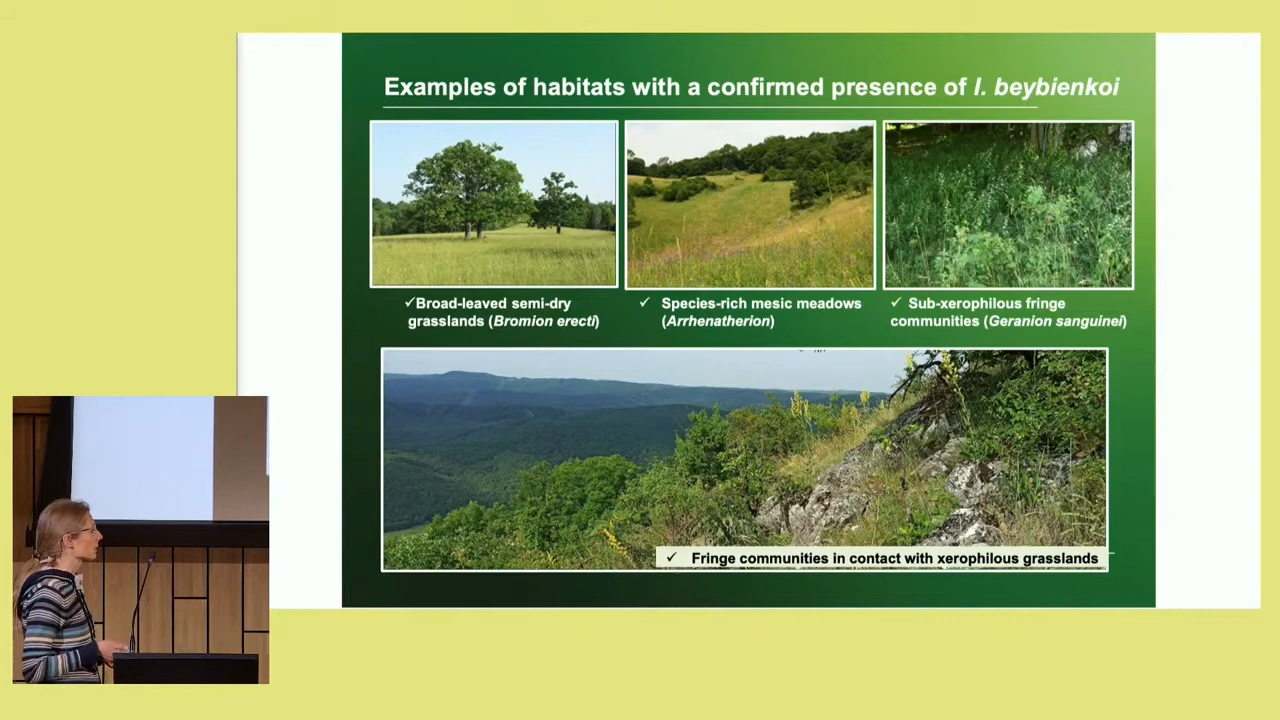 Examples of habitats with a confirmed presence of I. beybienkoi
✓Broad-leaved semi-dry
grasslands (Bromion erecti)
✓ Species-rich mesic meadows
(Arrhenatherion)
✓ Sub-xerophilous fringe
communities (Geranion sanguinei)
✓ Fringe communities in contact with xerophilous grasslands